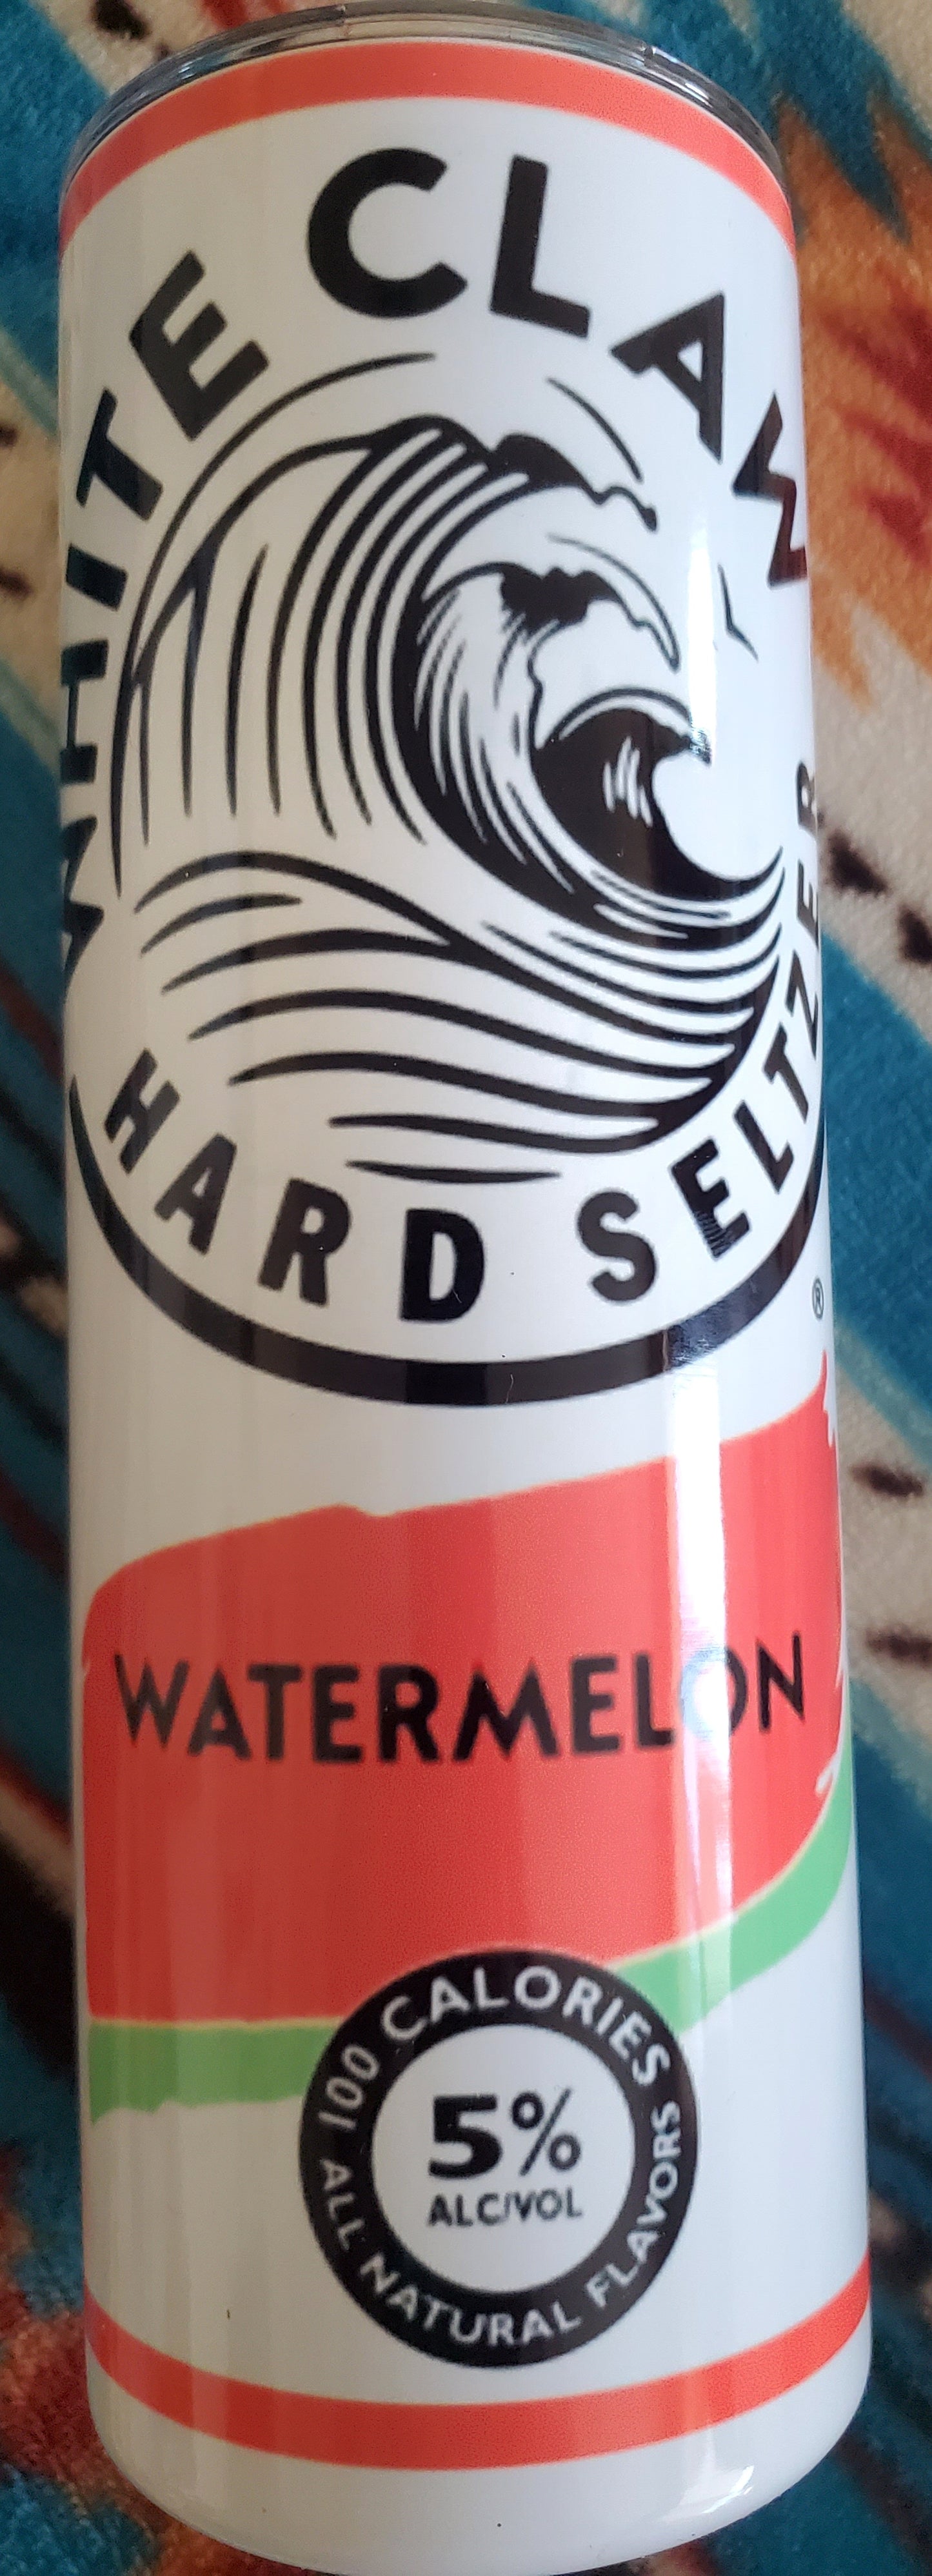 WHITE CLAW
HARD SELTZER
®
WATERMELON
100 CALORIES
5%
ALC/VOL
ALL NATURAL FLAVORS